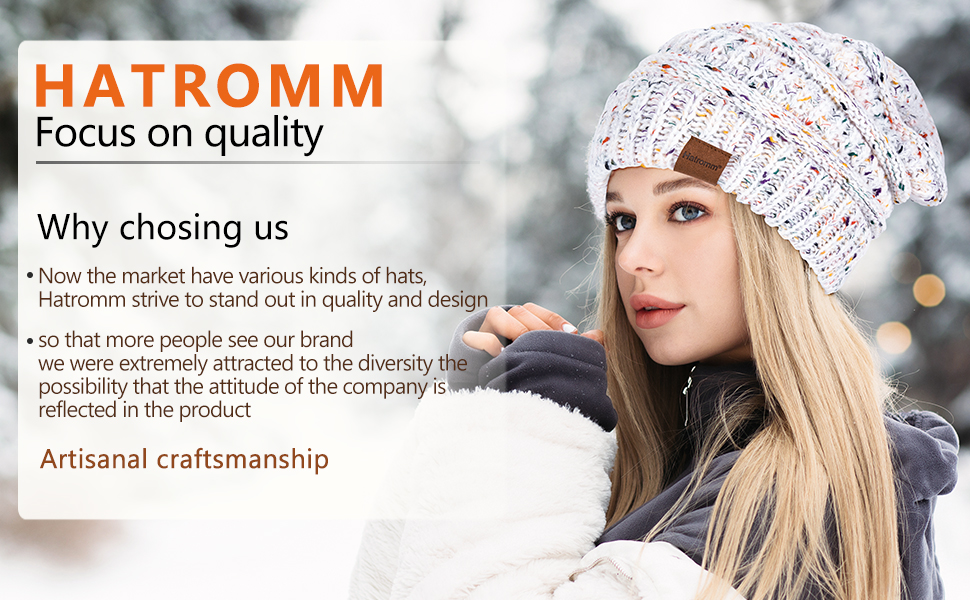 HATROMM
Focus on quality
Why chosing us
• Now the market have various kinds of hats,
Hatromm strive to stand out in quality and design
• so that more people see our brand
we were extremely attracted to the diversity the
possibility that the attitude of the company is
reflected in the product
Artisanal craftsmanship
Hatromm®